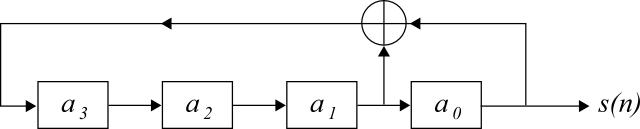 a₃ a₂ a₁ a₀ s(n)